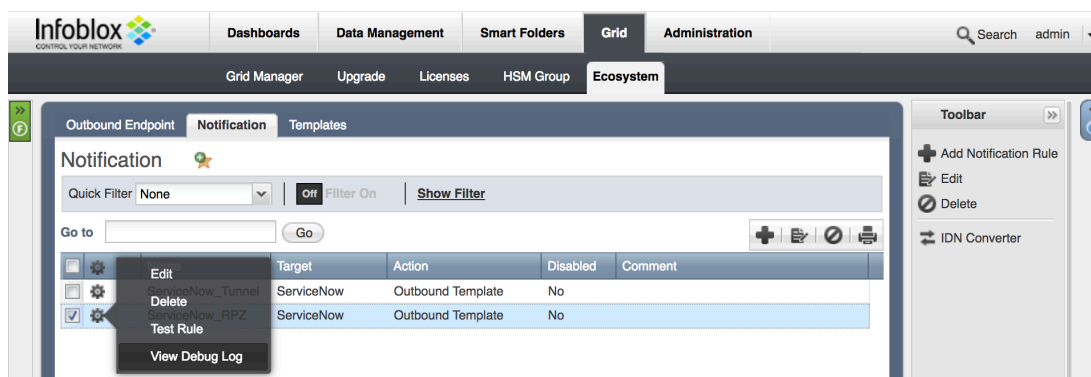 Infoblox
CONTROL YOUR NETWORK
Dashboards Data Management Smart Folders Grid Administration Search admin
Grid Manager Upgrade Licenses HSM Group Ecosystem
Outbound Endpoint Notification Templates
Toolbar
Notification
Add Notification Rule
Quick Filter None Off Filter On Show Filter
Edit
Delete
Go to Go
IDN Converter
Name Target Action Disabled Comment
ServiceNow_Tunnel ServiceNow Outbound Template No
ServiceNow_RPZ ServiceNow Outbound Template No
Edit
Delete
Test Rule
View Debug Log